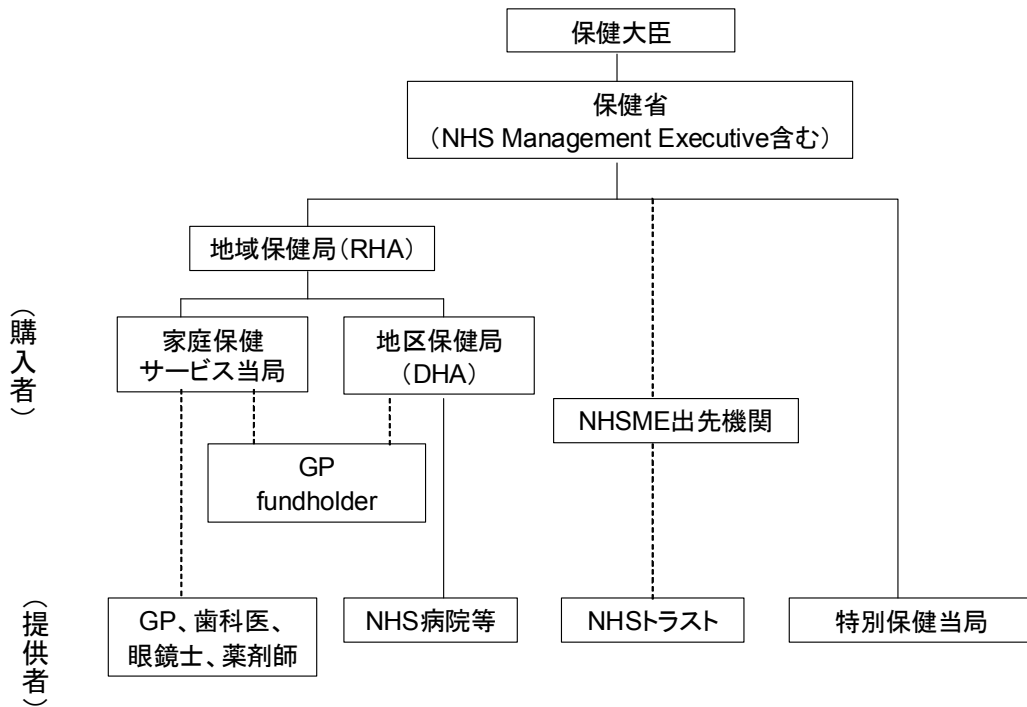 保健大臣
保健省
（NHS Management Executive含む）
地域保健局（RHA）
（購入者）
家庭保健
サービス当局
地区保健局
（DHA）
NHSME出先機関
GP
fundholder
（提供者）
GP、歯科医、
眼鏡士、薬剤師
NHS病院等
NHSトラスト
特別保健当局